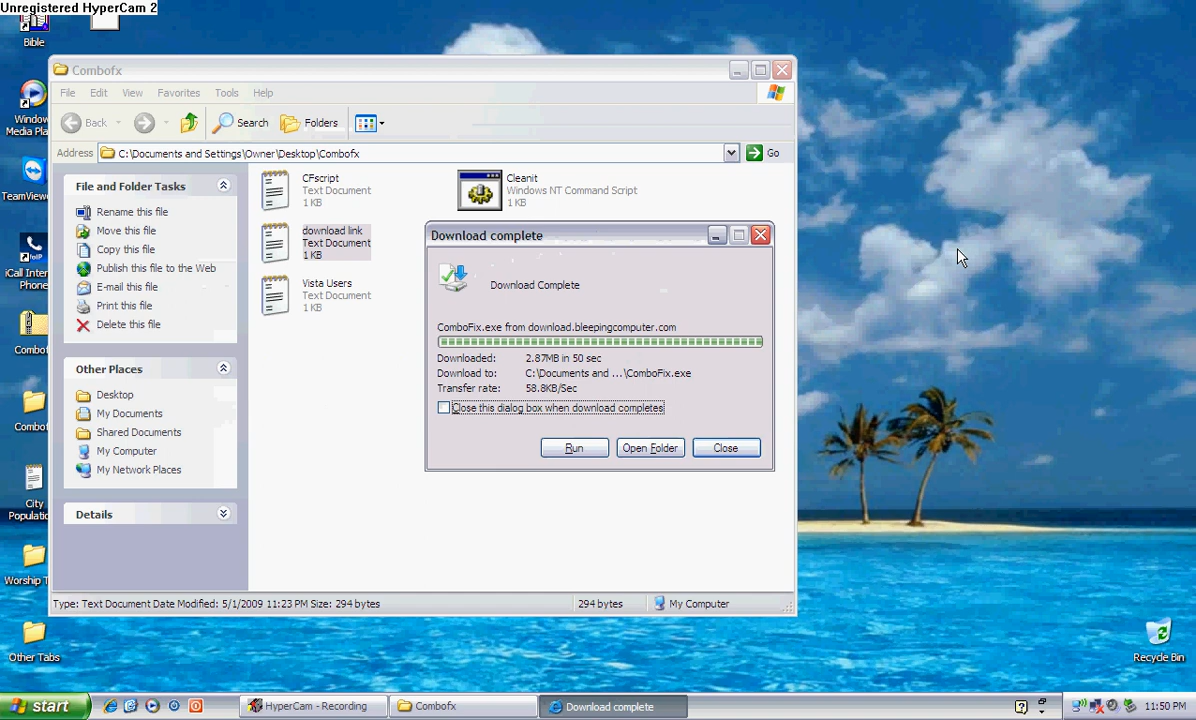 Unregistered HyperCam 2
Bible
Window
Media Pla
TeamViewe
iCall Inter
Phone
Combof
Combof
City
Populatio
Worship T
Other Tabs
Combofx
File Edit View Favorites Tools Help
Back Search Folders
Address C:\Documents and Settings\Owner\Desktop\Combofx Go
File and Folder Tasks
Rename this file
Move this file
Copy this file
Publish this file to the Web
E-mail this file
Print this file
Delete this file
Other Places
Desktop
My Documents
Shared Documents
My Computer
My Network Places
Details
CFscript
Text Document
1 KB
Cleanit
Windows NT Command Script
1 KB
download link
Text Document
1 KB
Vista Users
Text Document
1 KB
Download complete
Download Complete
ComboFix.exe from download.bleepingcomputer.com
Downloaded: 2.87MB in 50 sec
Download to: C:\Documents and ...\ComboFix.exe
Transfer rate: 58.8KB/Sec
Close this dialog box when download completes
Run Open Folder Close
Type: Text Document Date Modified: 5/1/2009 11:23 PM Size: 294 bytes 294 bytes My Computer
Recycle Bin
start HyperCam - Recording Combofx Download complete 11:50 PM